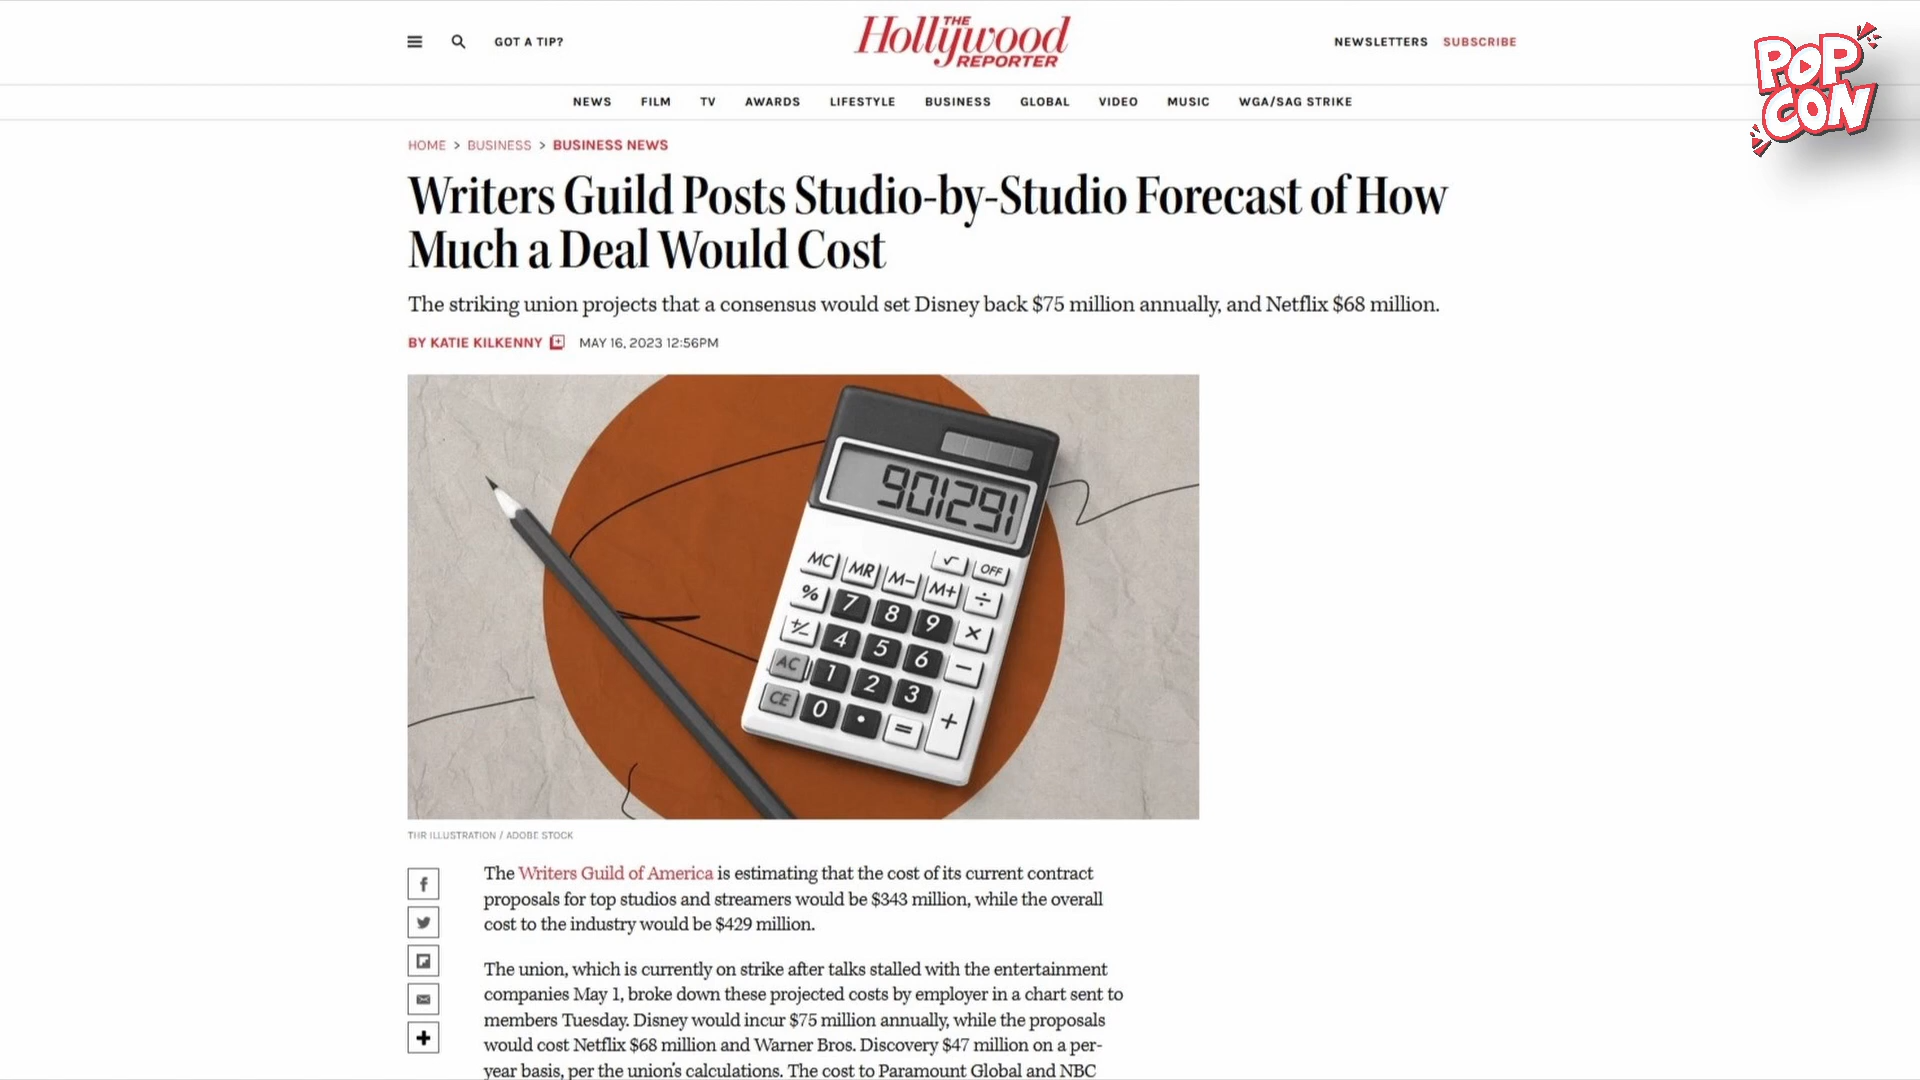 GOT A TIP?
THE
Hollywood
REPORTER
NEWSLETTERS SUBSCRIBE
POP
CON
NEWS FILM TV AWARDS LIFESTYLE BUSINESS GLOBAL VIDEO MUSIC WGA/SAG STRIKE
HOME > BUSINESS > BUSINESS NEWS
Writers Guild Posts Studio-by-Studio Forecast of How
Much a Deal Would Cost
The striking union projects that a consensus would set Disney back $75 million annually, and Netflix $68 million.
BY KATIE KILKENNY MAY 16, 2023 12:56PM
901291
√ OFF
MC MR M− M+ ÷
% 7 8 9 ×
+/− 4 5 6 −
AC 1 2 3 +
CE 0 • =
THR ILLUSTRATION / ADOBE STOCK
The Writers Guild of America is estimating that the cost of its current contract
proposals for top studios and streamers would be $343 million, while the overall
cost to the industry would be $429 million.
The union, which is currently on strike after talks stalled with the entertainment
companies May 1, broke down these projected costs by employer in a chart sent to
members Tuesday. Disney would incur $75 million annually, while the proposals
would cost Netflix $68 million and Warner Bros. Discovery $47 million on a per-
year basis, per the union's calculations. The cost to Paramount Global and NBC